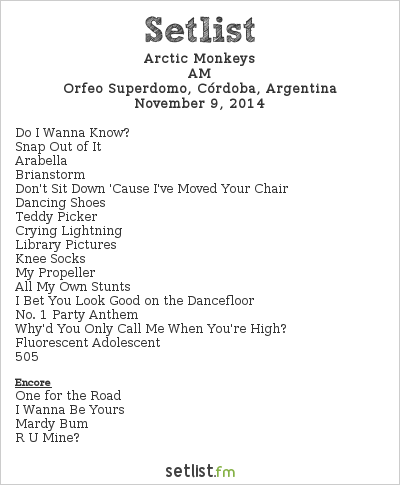 Setlist
Arctic Monkeys
AM
Orfeo Superdomo, Córdoba, Argentina
November 9, 2014
Do I Wanna Know?
Snap Out of It
Arabella
Brianstorm
Don't Sit Down 'Cause I've Moved Your Chair
Dancing Shoes
Teddy Picker
Crying Lightning
Library Pictures
Knee Socks
My Propeller
All My Own Stunts
I Bet You Look Good on the Dancefloor
No. 1 Party Anthem
Why'd You Only Call Me When You're High?
Fluorescent Adolescent
505
Encore
One for the Road
I Wanna Be Yours
Mardy Bum
R U Mine?
setlist.fm